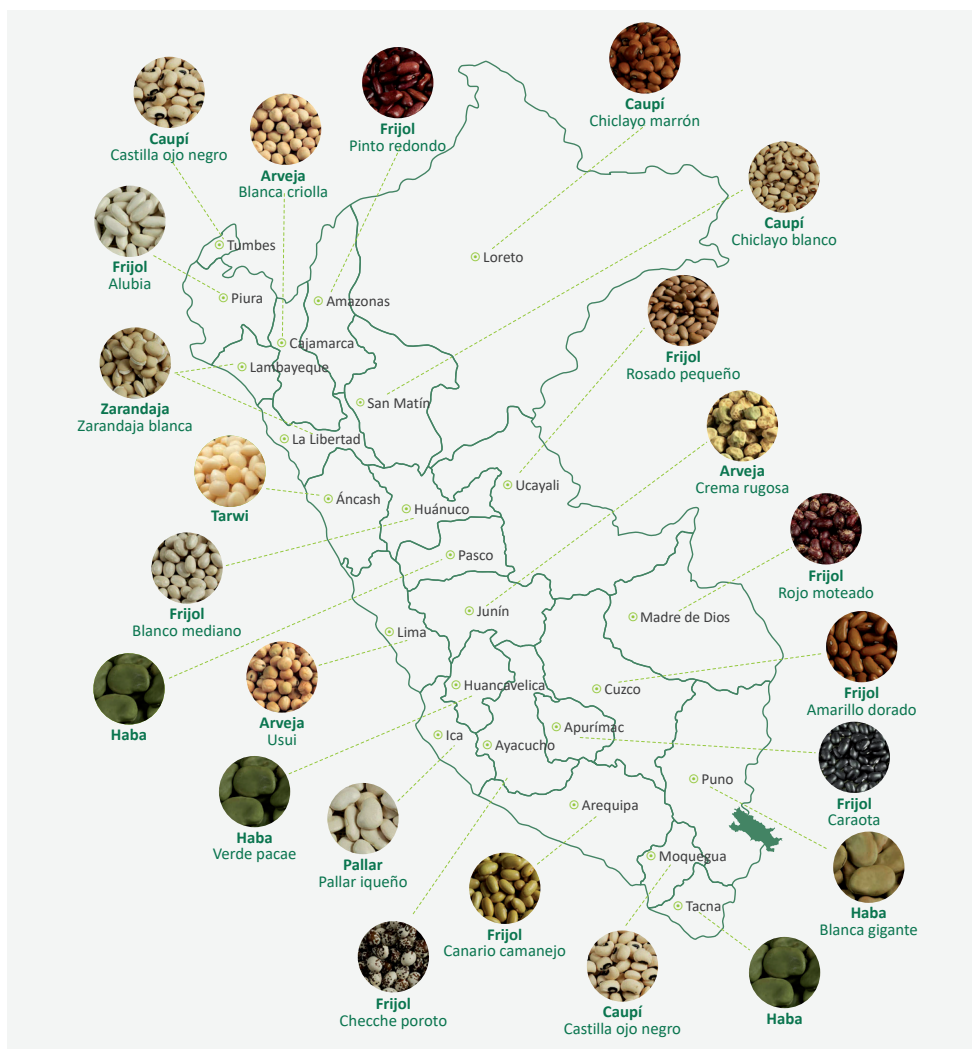 Caupí
Chiclayo marrón
Frijol
Pinto redondo
Caupí
Castilla ojo negro
Arveja
Blanca criolla
Caupí
Chiclayo blanco
Tumbes
Loreto
Frijol
Alubia
Piura
Amazonas
Cajamarca
Lambayeque
Frijol
Rosado pequeño
Zarandaja
Zarandaja blanca
San Matín
La Libertad
Arveja
Crema rugosa
Ucayali
Áncash
Huánuco
Tarwi
Pasco
Frijol
Rojo moteado
Frijol
Blanco mediano
Junín
Madre de Dios
Lima
Huancavelica
Cuzco
Frijol
Amarillo dorado
Haba
Arveja
Usui
Ica
Ayacucho
Apurímac
Puno
Frijol
Caraota
Arequipa
Haba
Verde pacae
Pallar
Pallar iqueño
Moquegua
Tacna
Haba
Blanca gigante
Frijol
Canario camanejo
Frijol
Checche poroto
Caupí
Castilla ojo negro
Haba